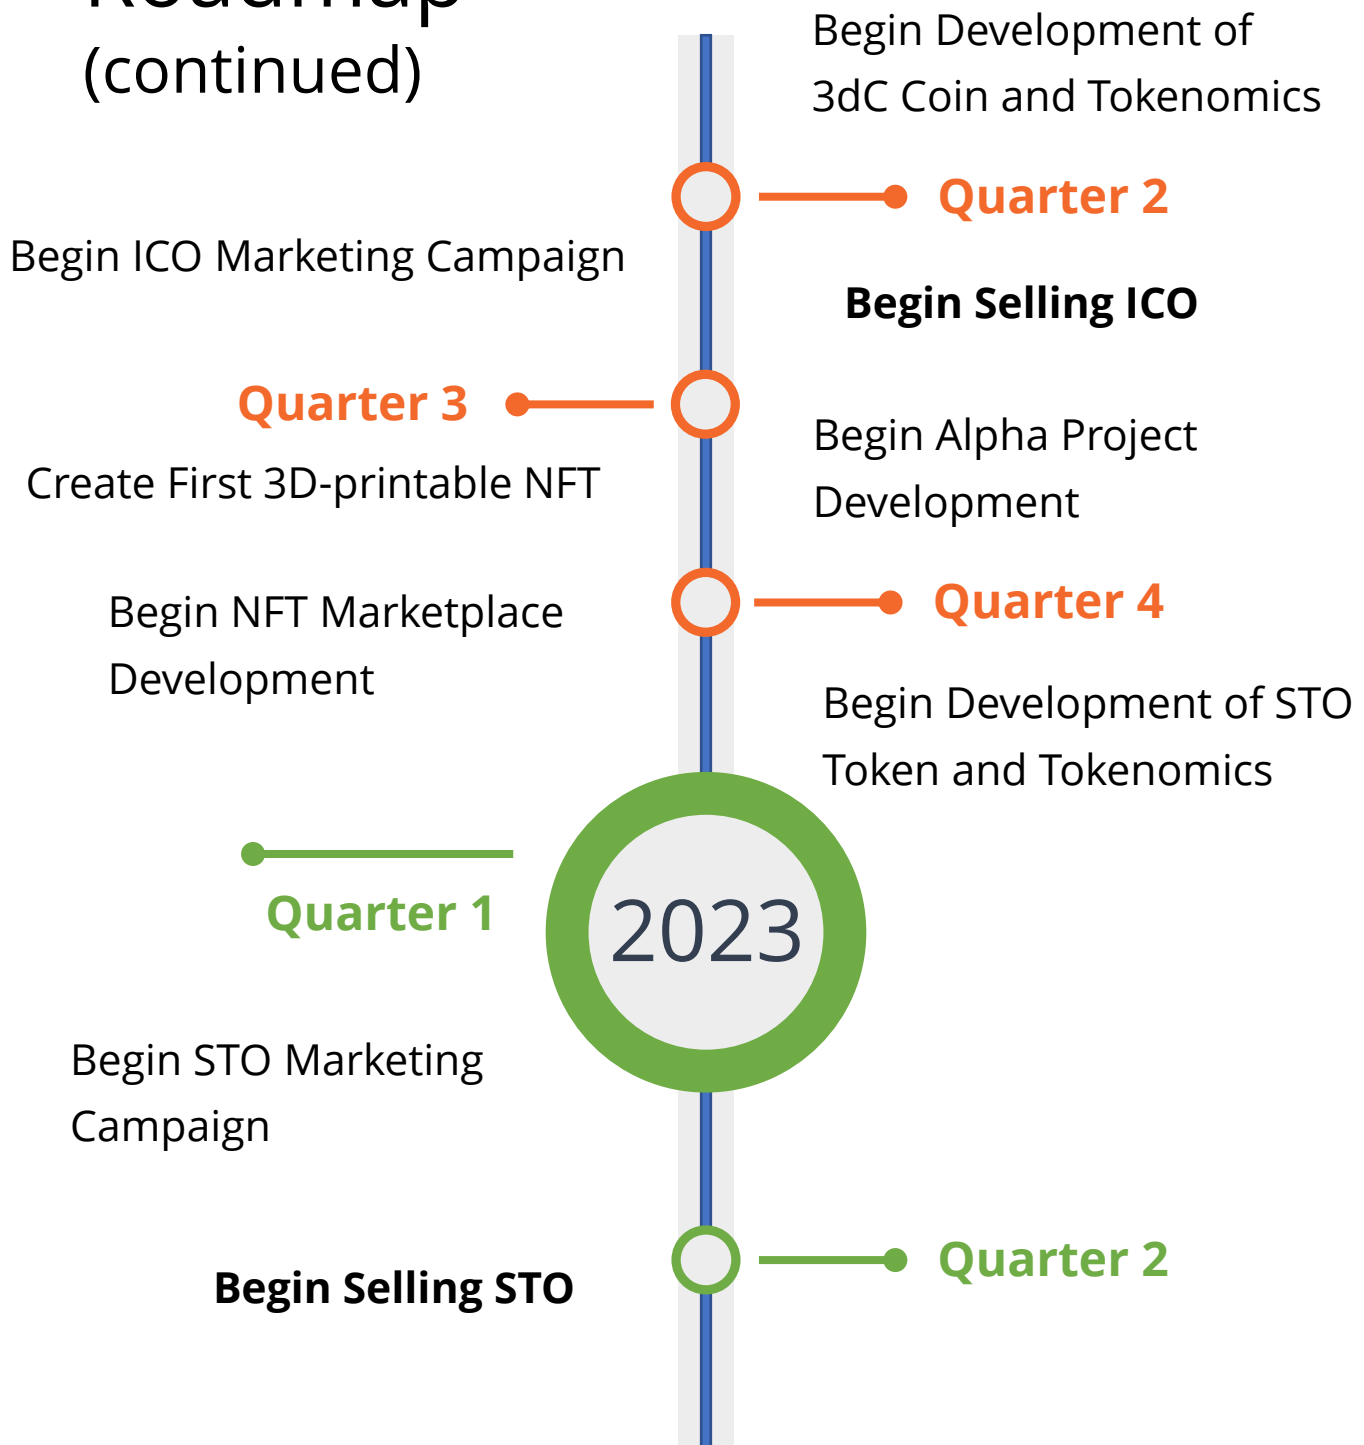 Roadmap
(continued)
Begin Development of
3dC Coin and Tokenomics
Quarter 2
Begin ICO Marketing Campaign
Begin Selling ICO
Quarter 3
Begin Alpha Project
Development
Create First 3D-printable NFT
Quarter 4
Begin NFT Marketplace
Development
Begin Development of STO
Token and Tokenomics
Quarter 1
2023
Begin STO Marketing
Campaign
Quarter 2
Begin Selling STO